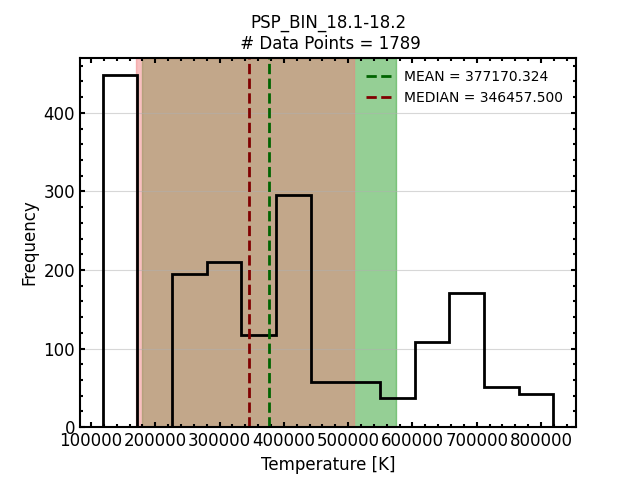 PSP_BIN_18.1-18.2
# Data Points = 1789
MEAN = 377170.324
MEDIAN = 346457.500
Frequency
400
300
200
100
0
100000 200000 300000 400000 500000 600000 700000 800000
Temperature [K]